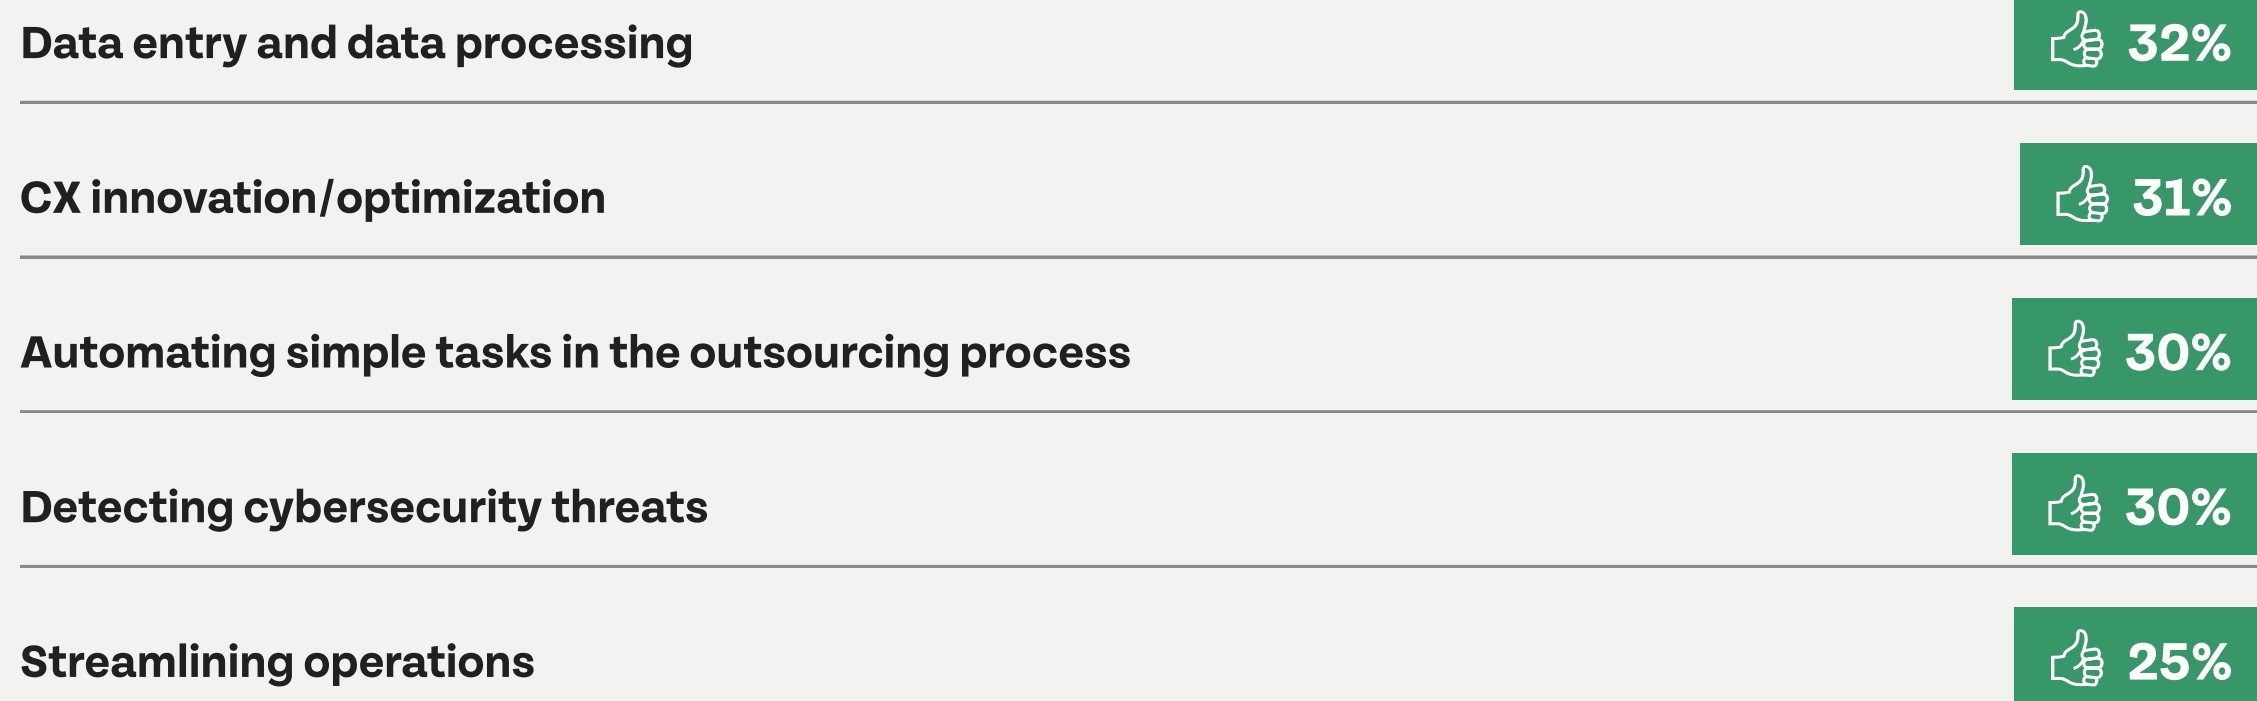 Data entry and data processing 32%
CX innovation/optimization 31%
Automating simple tasks in the outsourcing process 30%
Detecting cybersecurity threats 30%
Streamlining operations 25%